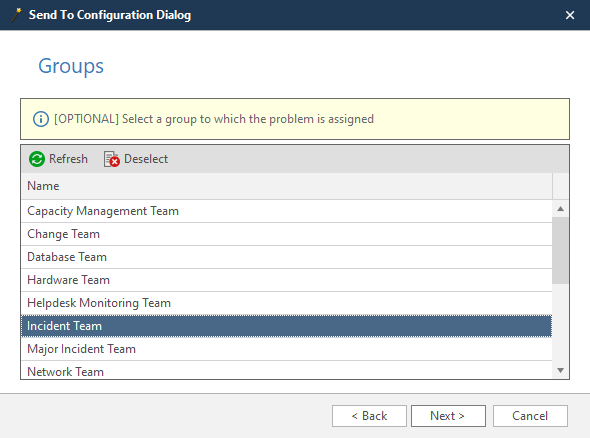 Send To Configuration Dialog
Groups
[OPTIONAL] Select a group to which the problem is assigned
Refresh Deselect
Name
Capacity Management Team
Change Team
Database Team
Hardware Team
Helpdesk Monitoring Team
Incident Team
Major Incident Team
Network Team
< Back Next > Cancel